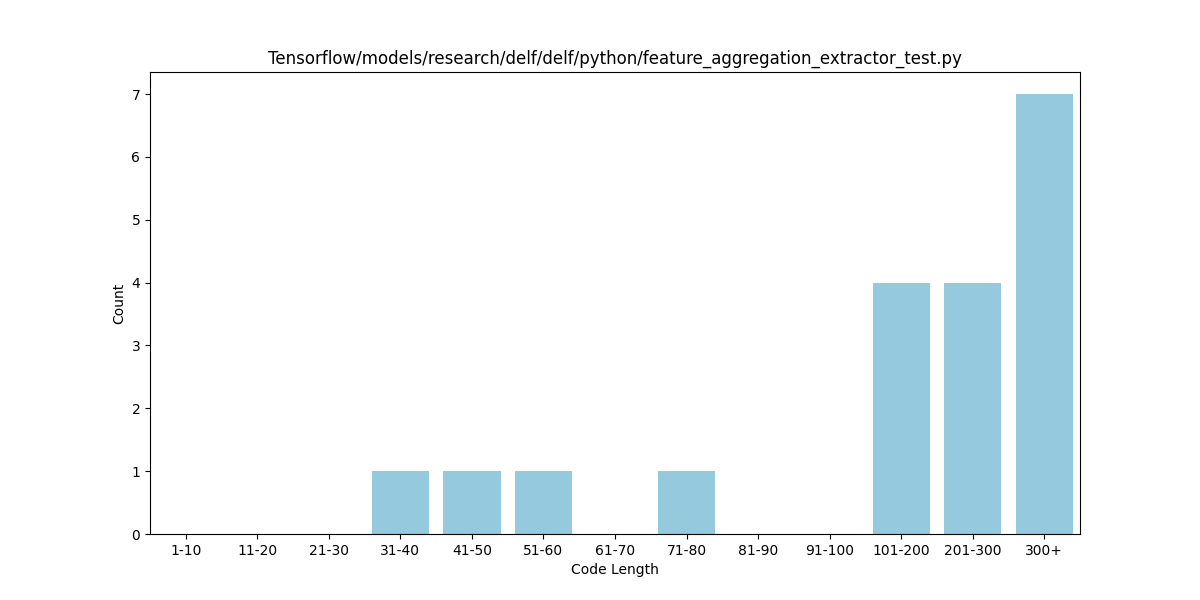 Tensorflow/models/research/delf/delf/python/feature_aggregation_extractor_test.py
7
6
5
4
3
2
1
0
Count
1-10 11-20 21-30 31-40 41-50 51-60 61-70 71-80 81-90 91-100 101-200 201-300 300+
Code Length